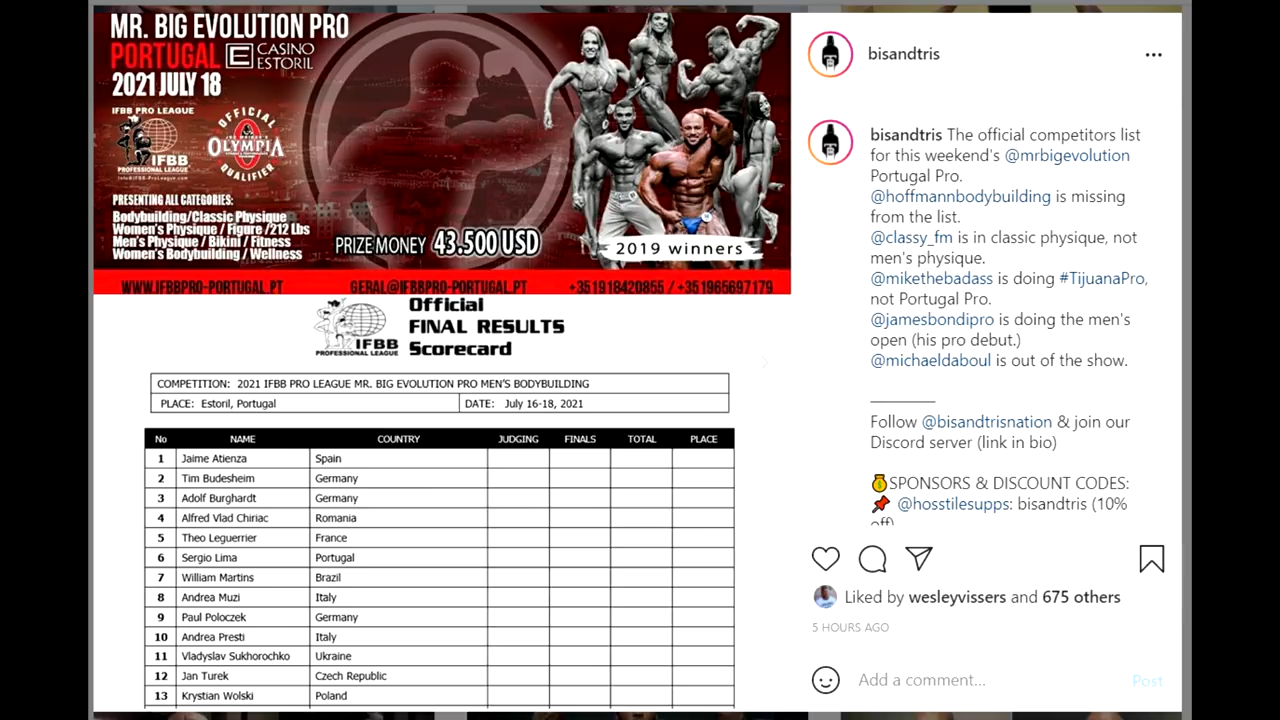 MR. BIG EVOLUTION PRO
PORTUGAL E CASINO ESTORIL
2021 JULY 18
IFBB PRO LEAGUE
IFBB
PROFESSIONAL LEAGUE
Info@IFBB-ProLeague.com
OFFICIAL
JOE WEIDER'S
OLYMPIA
QUALIFIER
PRESENTING ALL CATEGORIES:
Bodybuilding/Classic Physique
Women's Physique / Figure /212 Lbs
Men's Physique / Bikini / Fitness
Women's Bodybuilding / Wellness
PRIZE MONEY 43.500 USD
2019 winners
WWW.IFBBPRO-PORTUGAL.PT GERAL@IFBBPRO-PORTUGAL.PT +351918420855 / +351965697179
IFBB
PROFESSIONAL LEAGUE
Official
FINAL RESULTS
Scorecard
COMPETITION: 2021 IFBB PRO LEAGUE MR. BIG EVOLUTION PRO MEN'S BODYBUILDING
PLACE: Estoril, Portugal DATE: July 16-18, 2021
No NAME COUNTRY JUDGING FINALS TOTAL PLACE
1 Jaime Atienza Spain
2 Tim Budesheim Germany
3 Adolf Burghardt Germany
4 Alfred Vlad Chiriac Romania
5 Theo Leguerrier France
6 Sergio Lima Portugal
7 William Martins Brazil
8 Andrea Muzi Italy
9 Paul Poloczek Germany
10 Andrea Presti Italy
11 Vladyslav Sukhorochko Ukraine
12 Jan Turek Czech Republic
13 Krystian Wolski Poland
bisandtris
bisandtris The official competitors list
for this weekend's @mrbigevolution
Portugal Pro.
@hoffmannbodybuilding is missing
from the list.
@classy_fm is in classic physique, not
men's physique.
@mikethebadass is doing #TijuanaPro,
not Portugal Pro.
@jamesbondipro is doing the men's
open (his pro debut.)
@michaeldaboul is out of the show.
Follow @bisandtrisnation & join our
Discord server (link in bio)
💰SPONSORS & DISCOUNT CODES:
📌 @hosstilesupps: bisandtris (10%
off)
Liked by wesleyvissers and 675 others
5 HOURS AGO
Add a comment...
Post